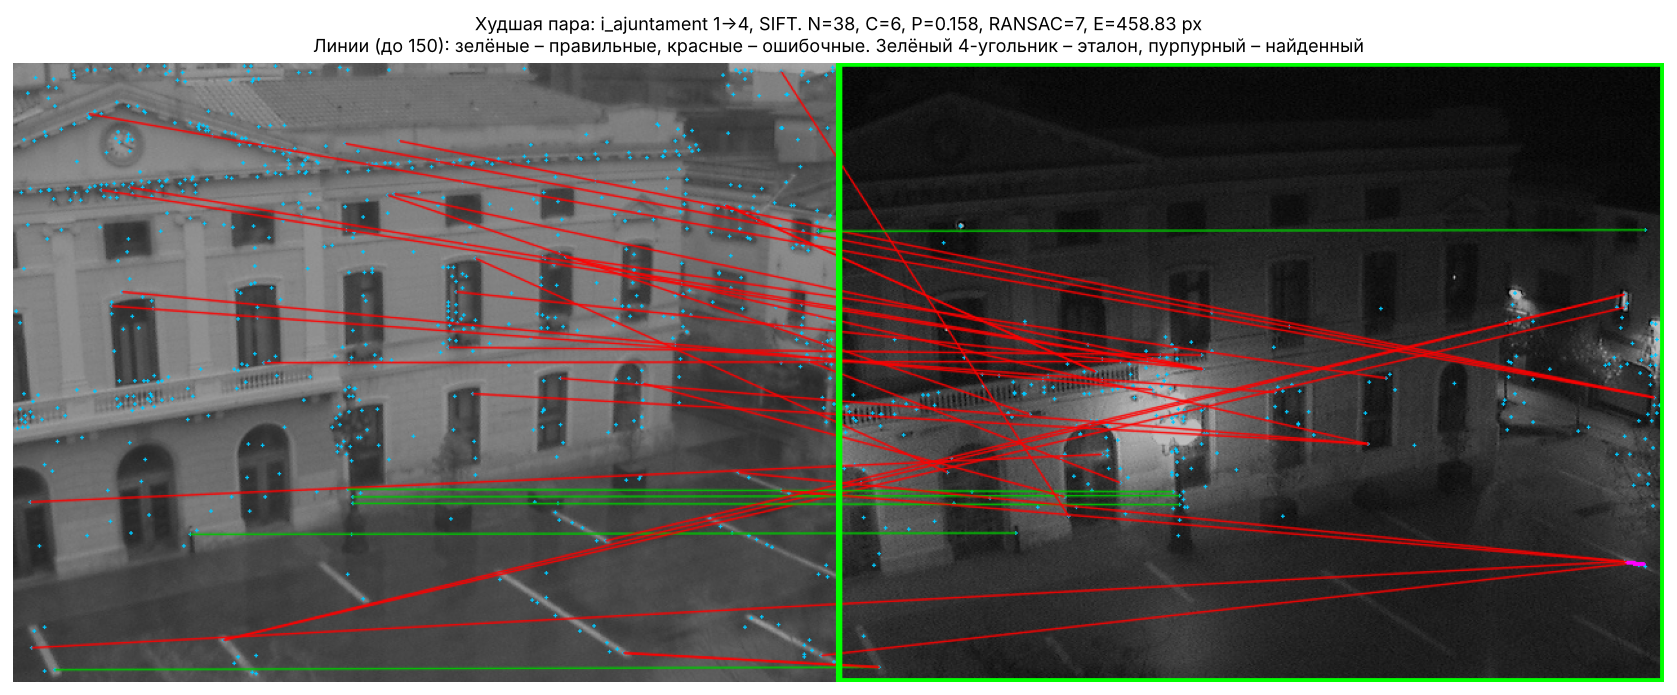 Худшая пара: i_ajuntament 1→4, SIFT. N=38, C=6, P=0.158, RANSAC=7, E=458.83 px
Линии (до 150): зелёные – правильные, красные – ошибочные. Зелёный 4-угольник – эталон, пурпурный – найденный